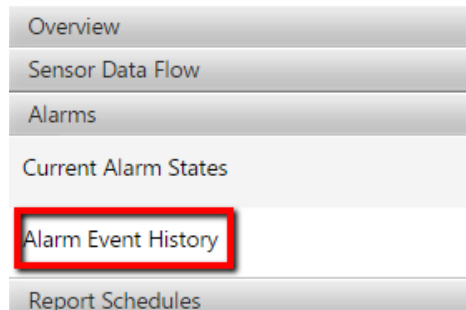 Overview
Sensor Data Flow
Alarms
Current Alarm States
Alarm Event History
Report Schedules